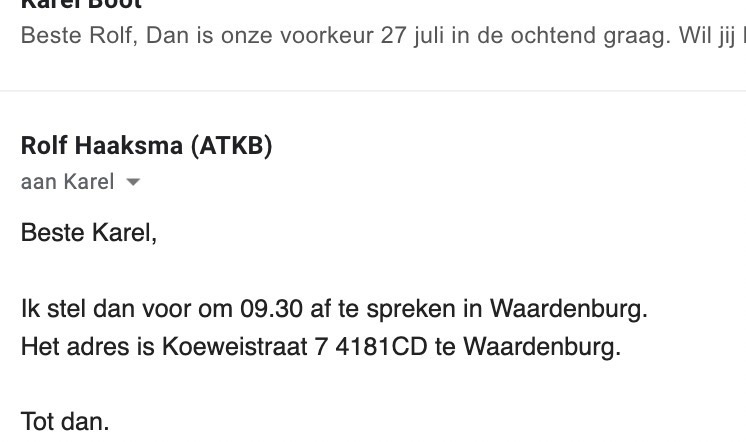 Karel Boot
Beste Rolf, Dan is onze voorkeur 27 juli in de ochtend graag. Wil jij
Rolf Haaksma (ATKB)
aan Karel
Beste Karel,
Ik stel dan voor om 09.30 af te spreken in Waardenburg.
Het adres is Koeweistraat 7 4181CD te Waardenburg.
Tot dan.